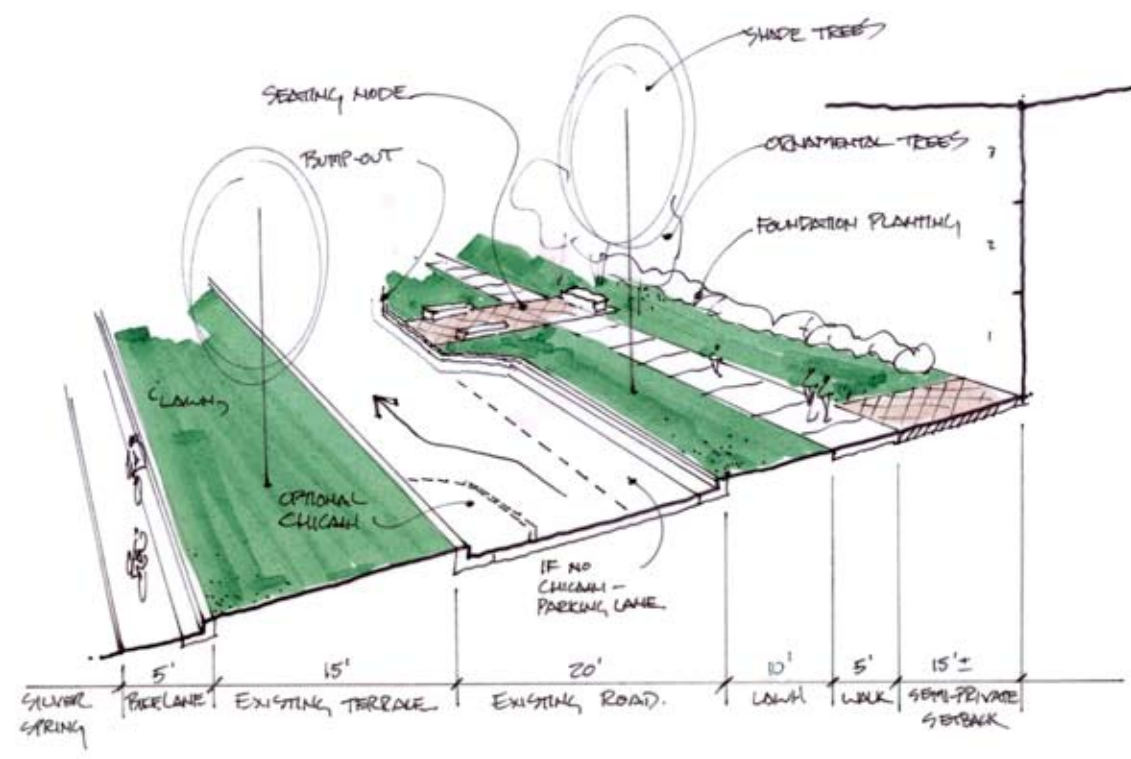 SHADE TREES
SEATING NODE
BUMP-OUT
ORNAMENTAL TREES
FOUNDATION PLANTING
3
2
1
LAWN
OPTIONAL
CHICAN
IF NO
CHICAN -
PARKING LANE
5'
15'
20'
10'
5'
15'±
SILVER
SPRING
BIKE LANE
EXISTING TERRACE
EXISTING ROAD.
LAWN
WALK
SEMI-PRIVATE
SETBACK